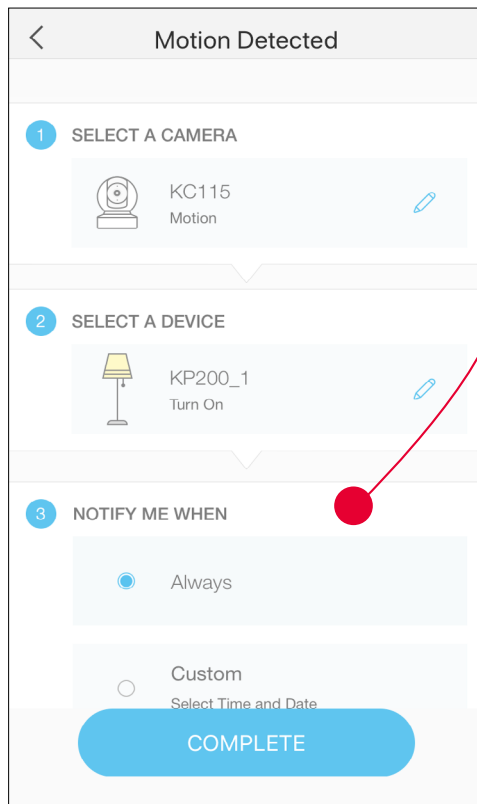 Motion Detected
1 SELECT A CAMERA
KC115
Motion
2 SELECT A DEVICE
KP200_1
Turn On
3 NOTIFY ME WHEN
Always
Custom
Select Time and Date
COMPLETE